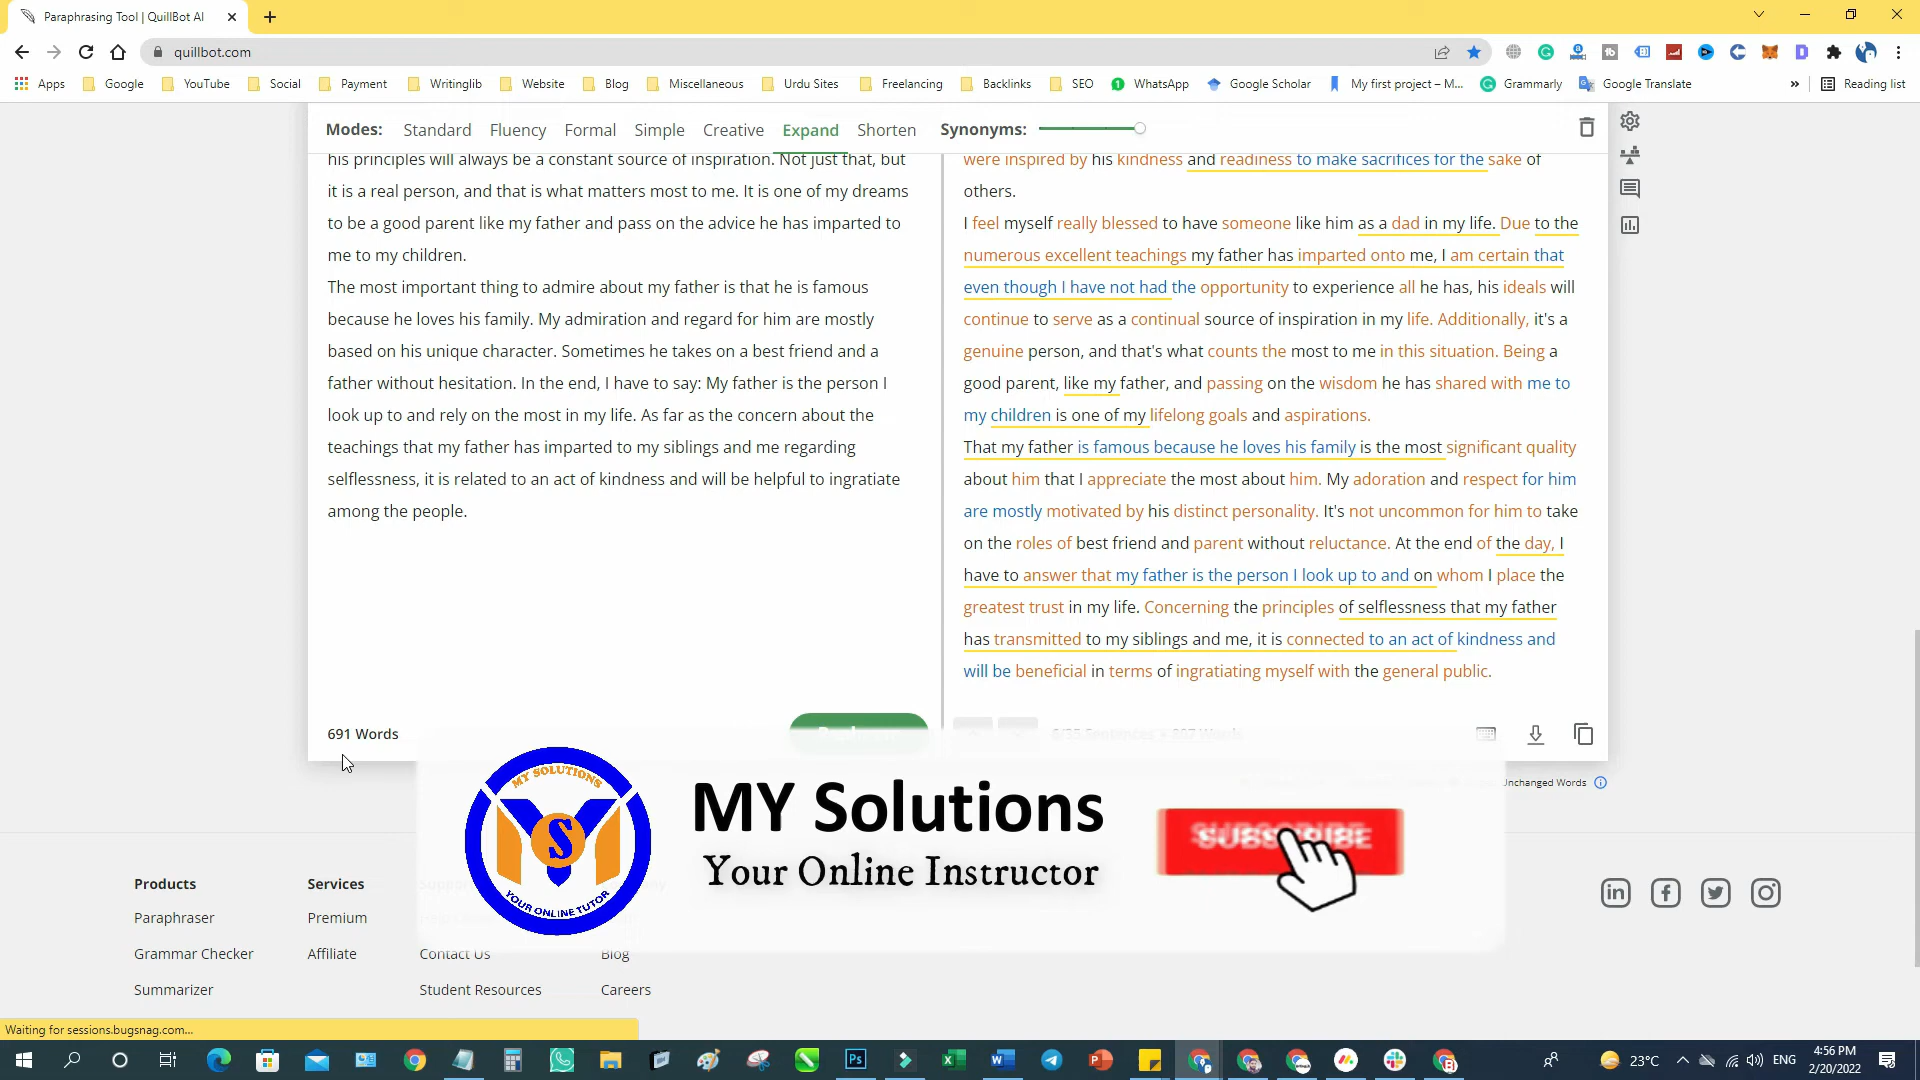 Paraphrasing Tool | QuillBot AI
quillbot.com
Apps Google YouTube Social Payment Writinglib Website Blog Miscellaneous Urdu Sites Freelancing Backlinks SEO WhatsApp Google Scholar My first project – M... Grammarly Google Translate » Reading list
Modes: Standard Fluency Formal Simple Creative Expand Shorten Synonyms:
his principles will always be a constant source of inspiration. Not just that, but
it is a real person, and that is what matters most to me. It is one of my dreams
to be a good parent like my father and pass on the advice he has imparted to
me to my children.
The most important thing to admire about my father is that he is famous
because he loves his family. My admiration and regard for him are mostly
based on his unique character. Sometimes he takes on a best friend and a
father without hesitation. In the end, I have to say: My father is the person I
look up to and rely on the most in my life. As far as the concern about the
teachings that my father has imparted to my siblings and me regarding
selflessness, it is related to an act of kindness and will be helpful to ingratiate
among the people.
691 Words
were inspired by his kindness and readiness to make sacrifices for the sake of
others.
I feel myself really blessed to have someone like him as a dad in my life. Due to the
numerous excellent teachings my father has imparted onto me, I am certain that
even though I have not had the opportunity to experience all he has, his ideals will
continue to serve as a continual source of inspiration in my life. Additionally, it's a
genuine person, and that's what counts the most to me in this situation. Being a
good parent, like my father, and passing on the wisdom he has shared with me to
my children is one of my lifelong goals and aspirations.
That my father is famous because he loves his family is the most significant quality
about him that I appreciate the most about him. My adoration and respect for him
are mostly motivated by his distinct personality. It's not uncommon for him to take
on the roles of best friend and parent without reluctance. At the end of the day, I
have to answer that my father is the person I look up to and on whom I place the
greatest trust in my life. Concerning the principles of selflessness that my father
has transmitted to my siblings and me, it is connected to an act of kindness and
will be beneficial in terms of ingratiating myself with the general public.
Unchanged Words
MY SOLUTIONS
S
YOUR ONLINE TUTOR
MY Solutions
Your Online Instructor
SUBSCRIBE
Products
Paraphraser
Grammar Checker
Summarizer
Services
Premium
Affiliate
Contact Us
Student Resources
Blog
Careers
Waiting for sessions.bugsnag.com...
23°C
ENG
4:56 PM
2/20/2022